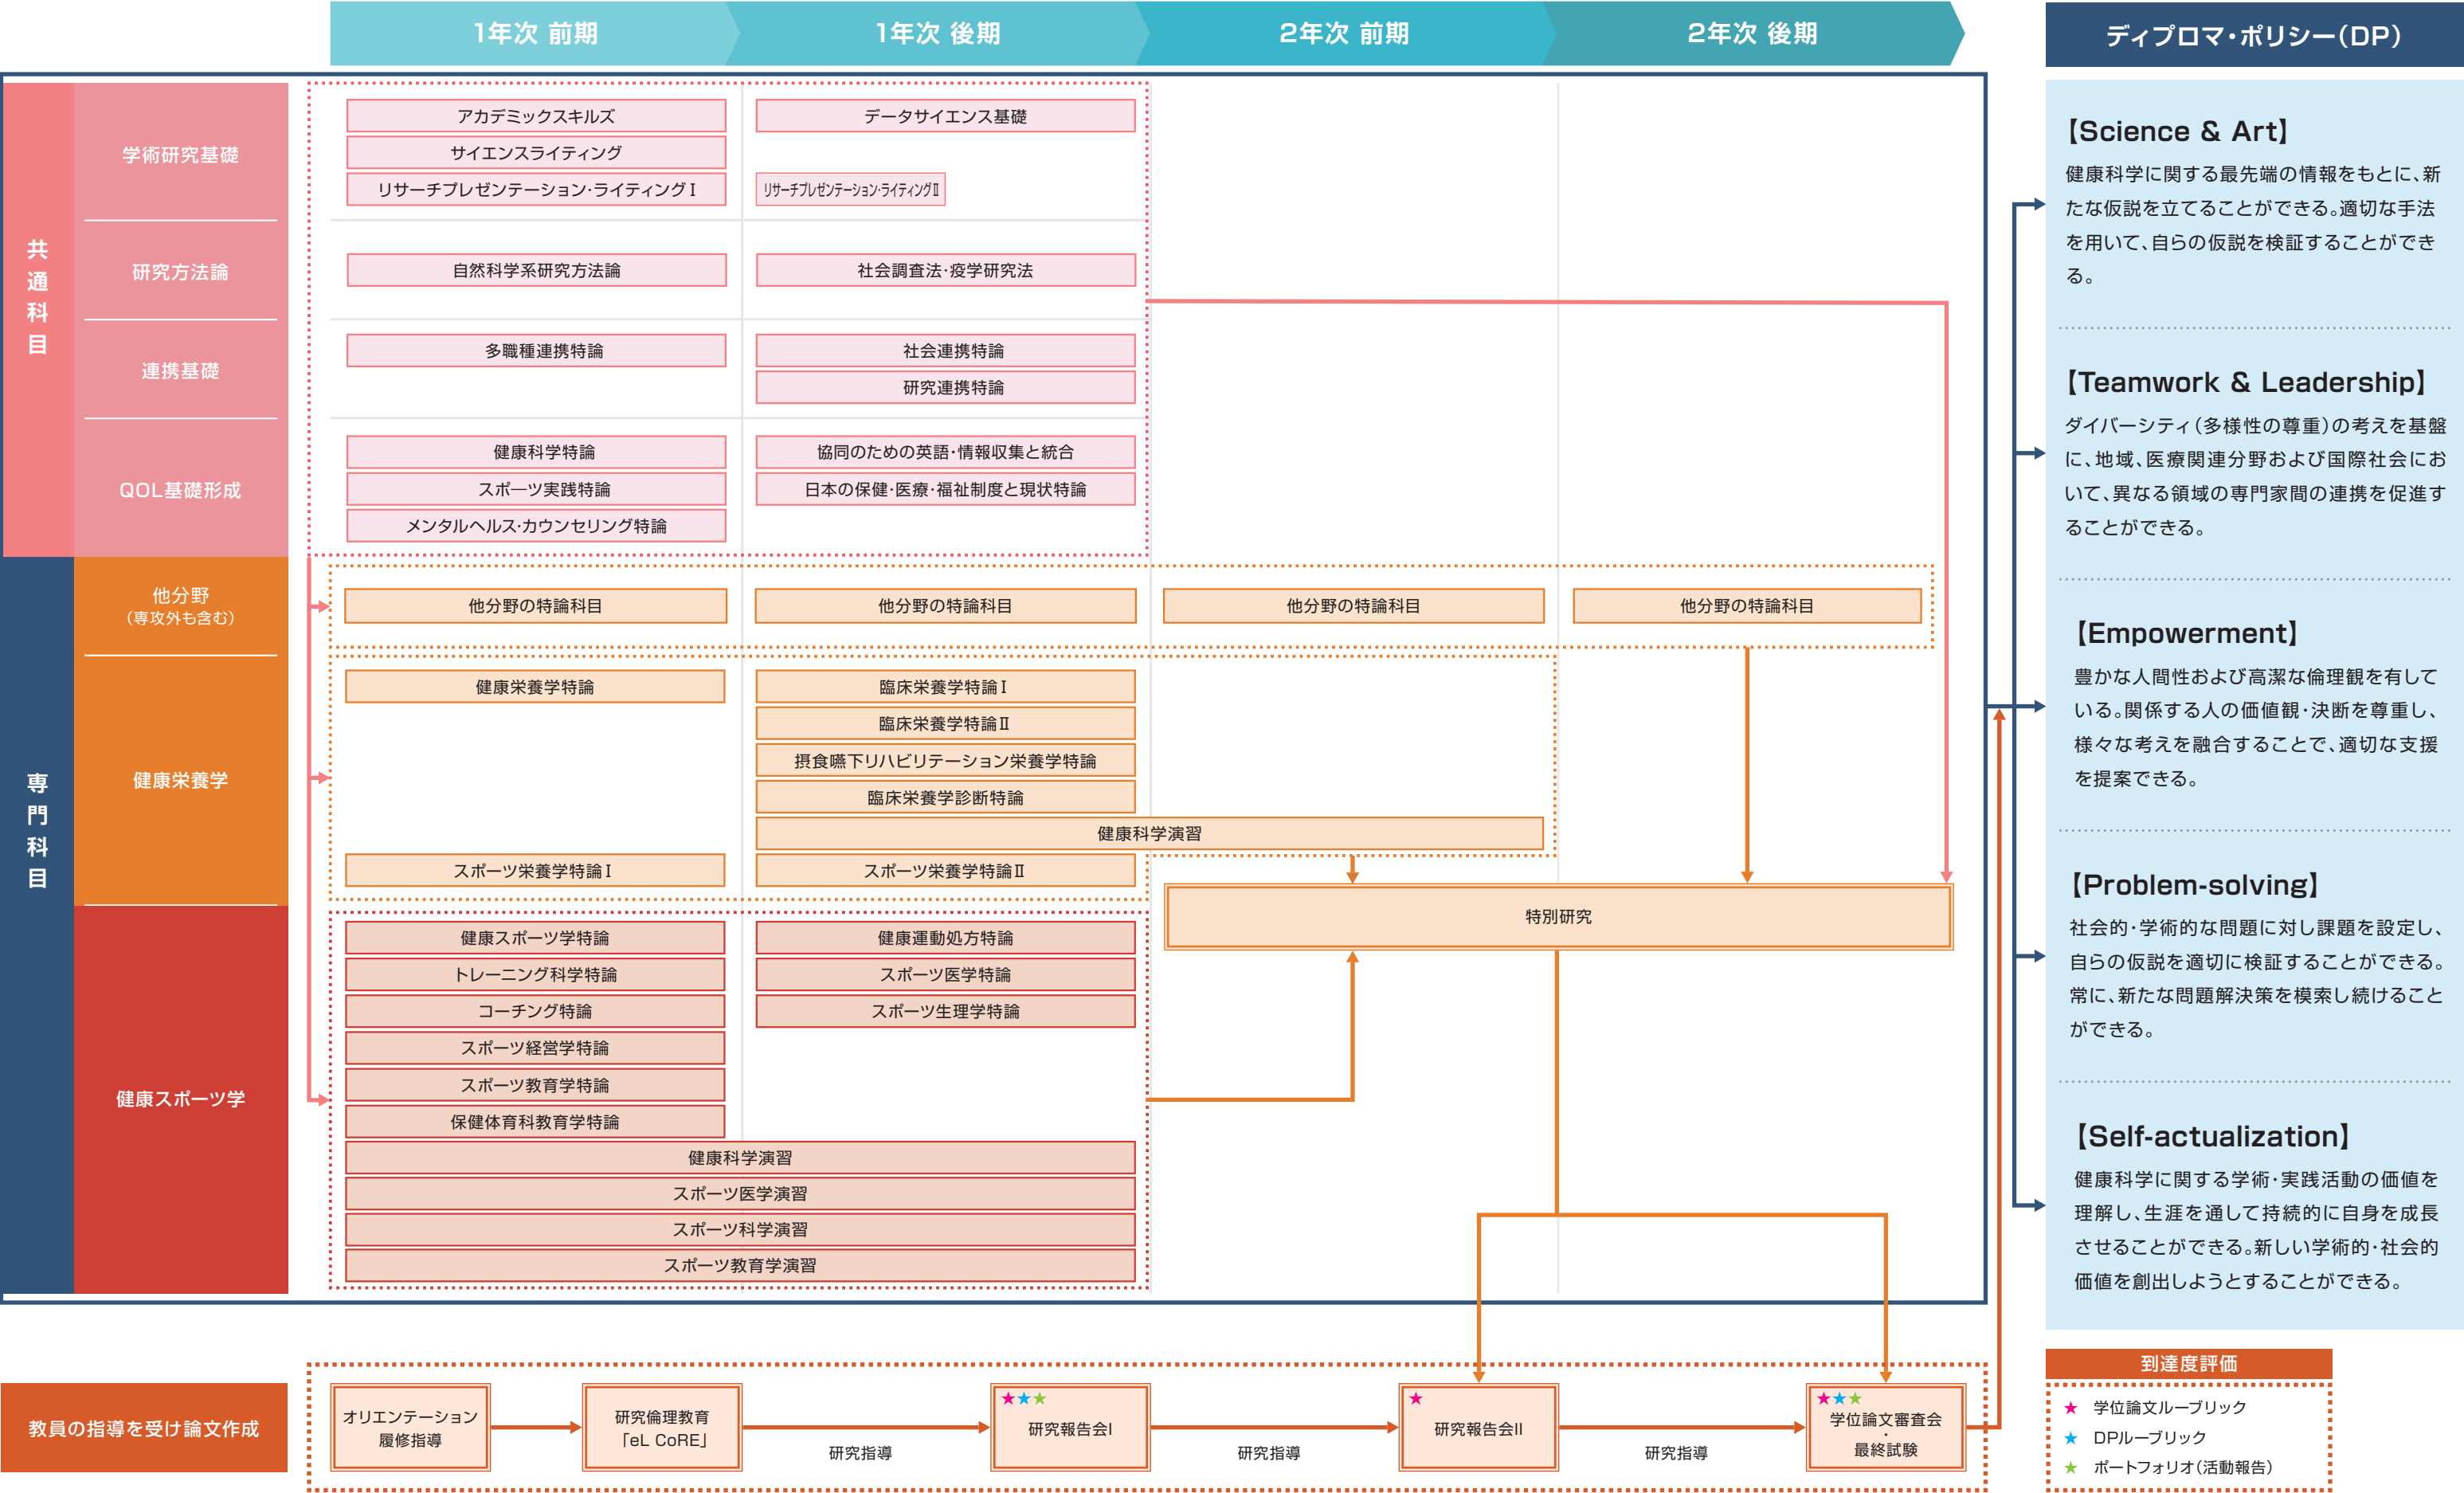 1年次 前期
1年次 後期
2年次 前期
2年次 後期
ディプロマ・ポリシー（DP）
共通科目
学術研究基礎
アカデミックスキルズ
データサイエンス基礎
サイエンスライティング
リサーチプレゼンテーション・ライティングⅠ
リサーチプレゼンテーション・ライティングⅡ
研究方法論
自然科学系研究方法論
社会調査法・疫学研究法
連携基礎
多職種連携特論
社会連携特論
研究連携特論
QOL基礎形成
健康科学特論
協同のための英語・情報収集と統合
スポーツ実践特論
日本の保健・医療・福祉制度と現状特論
メンタルヘルス・カウンセリング特論
専門科目
他分野
（専攻外も含む）
他分野の特論科目
他分野の特論科目
他分野の特論科目
他分野の特論科目
健康栄養学
健康栄養学特論
臨床栄養学特論Ⅰ
臨床栄養学特論Ⅱ
摂食嚥下リハビリテーション栄養学特論
臨床栄養学診断特論
健康科学演習
スポーツ栄養学特論Ⅰ
スポーツ栄養学特論Ⅱ
特別研究
健康スポーツ学
健康スポーツ学特論
健康運動処方特論
トレーニング科学特論
スポーツ医学特論
コーチング特論
スポーツ生理学特論
スポーツ経営学特論
スポーツ教育学特論
保健体育科教育学特論
健康科学演習
スポーツ医学演習
スポーツ科学演習
スポーツ教育学演習
【Science & Art】
健康科学に関する最先端の情報をもとに、新
たな仮説を立てることができる。適切な手法
を用いて、自らの仮説を検証することができ
る。
【Teamwork & Leadership】
ダイバーシティ（多様性の尊重）の考えを基盤
に、地域、医療関連分野および国際社会にお
いて、異なる領域の専門家間の連携を促進す
ることができる。
【Empowerment】
豊かな人間性および高潔な倫理観を有して
いる。関係する人の価値観・決断を尊重し、
様々な考えを融合することで、適切な支援
を提案できる。
【Problem-solving】
社会的・学術的な問題に対し課題を設定し、
自らの仮説を適切に検証することができる。
常に、新たな問題解決策を模索し続けること
ができる。
【Self-actualization】
健康科学に関する学術・実践活動の価値を
理解し、生涯を通して持続的に自身を成長
させることができる。新しい学術的・社会的
価値を創出しようとすることができる。
教員の指導を受け論文作成
オリエンテーション
履修指導
研究倫理教育
「eL CoRE」
研究指導
★★★
研究報告会I
研究指導
★
研究報告会II
研究指導
★★★
学位論文審査会
・
最終試験
到達度評価
★ 学位論文ルーブリック
★ DPルーブリック
★ ポートフォリオ（活動報告）